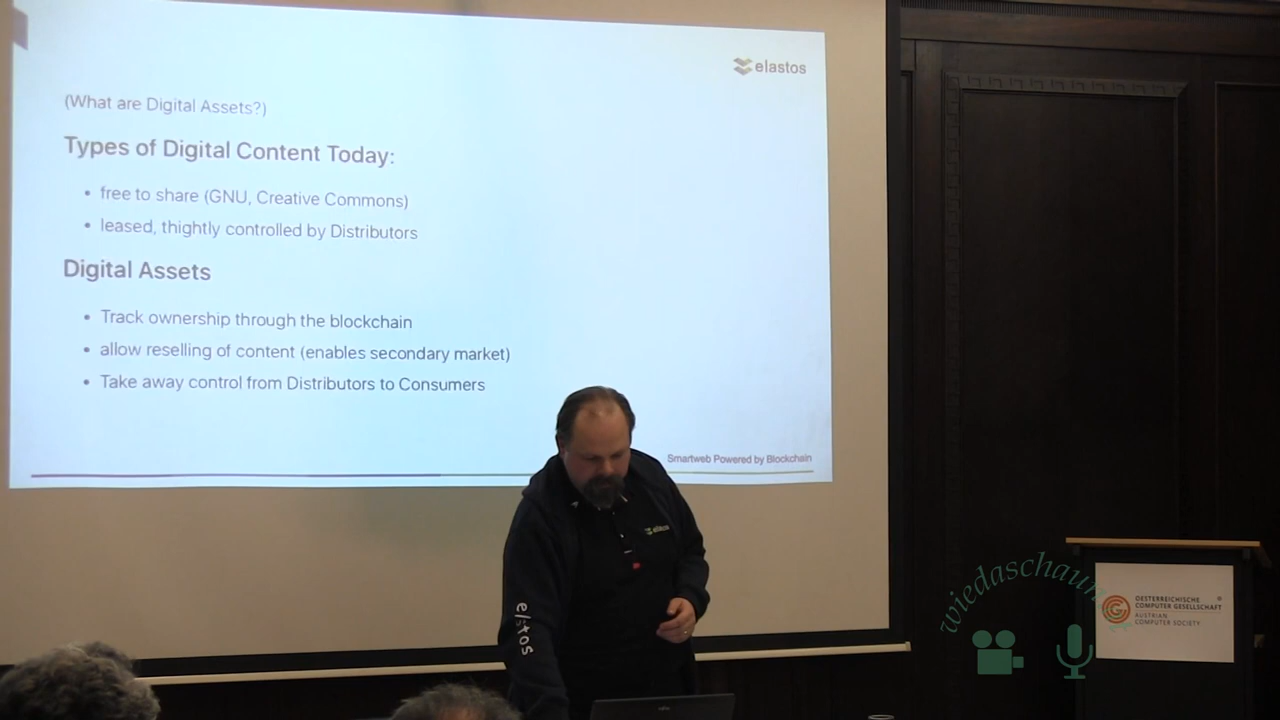 elastos
(What are Digital Assets?)
Types of Digital Content Today:
• free to share (GNU, Creative Commons)
• leased, thightly controlled by Distributors
Digital Assets
• Track ownership through the blockchain
• allow reselling of content (enables secondary market)
• Take away control from Distributors to Consumers
Smartweb Powered by Blockchain
elastos
elastos
wiedaschaun
OESTERREICHISCHE
COMPUTER GESELLSCHAFT
AUSTRIAN
COMPUTER SOCIETY